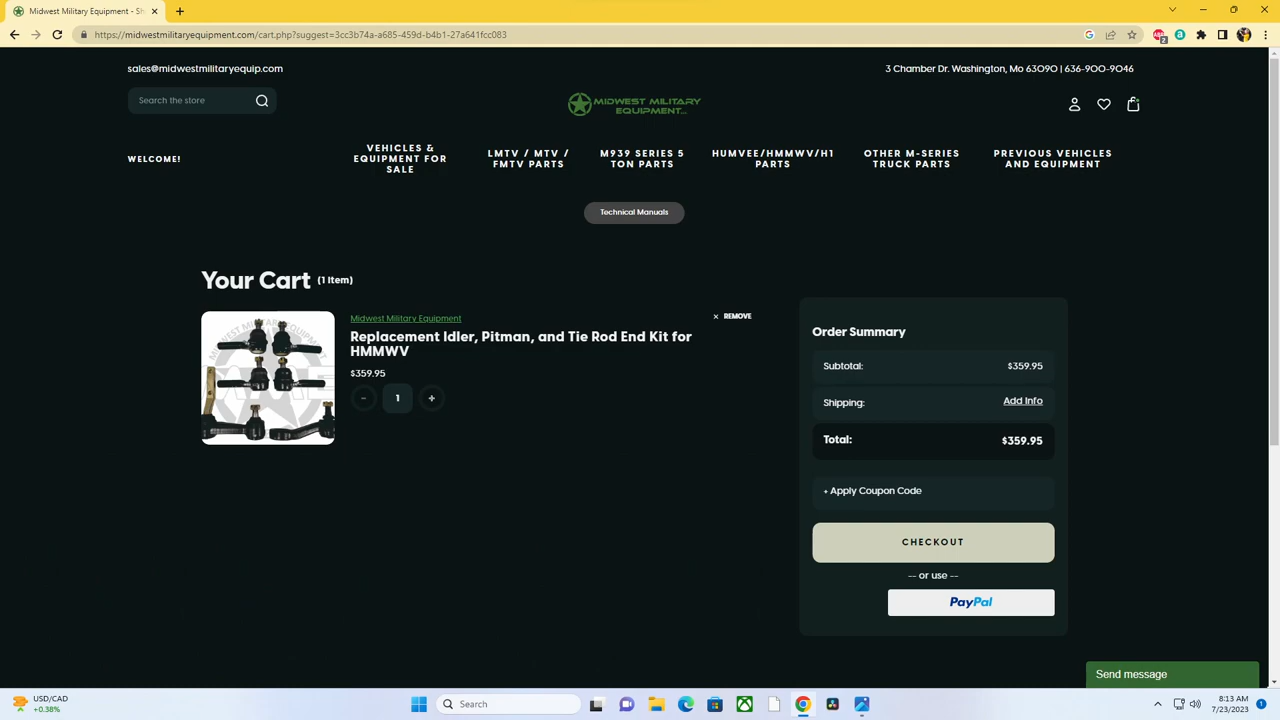 Midwest Military Equipment - Sh
https://midwestmilitaryequipment.com/cart.php?suggest=3cc3b74a-a685-459d-b4b1-27a641fcc083
sales@midwestmilitaryequip.com
3 Chamber Dr. Washington, Mo 63090 | 636-900-9046
Search the store
MIDWEST MILITARY
EQUIPMENT...
WELCOME!
VEHICLES &
EQUIPMENT FOR
SALE
LMTV / MTV /
FMTV PARTS
M939 SERIES 5
TON PARTS
HUMVEE/HMMWV/H1
PARTS
OTHER M-SERIES
TRUCK PARTS
PREVIOUS VEHICLES
AND EQUIPMENT
Technical Manuals
Your Cart (1 item)
Midwest Military Equipment
× REMOVE
Replacement Idler, Pitman, and Tie Rod End Kit for
HMMWV
$359.95
- 1 +
Order Summary
Subtotal: $359.95
Shipping: Add Info
Total: $359.95
+ Apply Coupon Code
CHECKOUT
-- or use --
PayPal
Send message
USD/CAD
+0.38%
Search
8:13 AM
7/23/2023